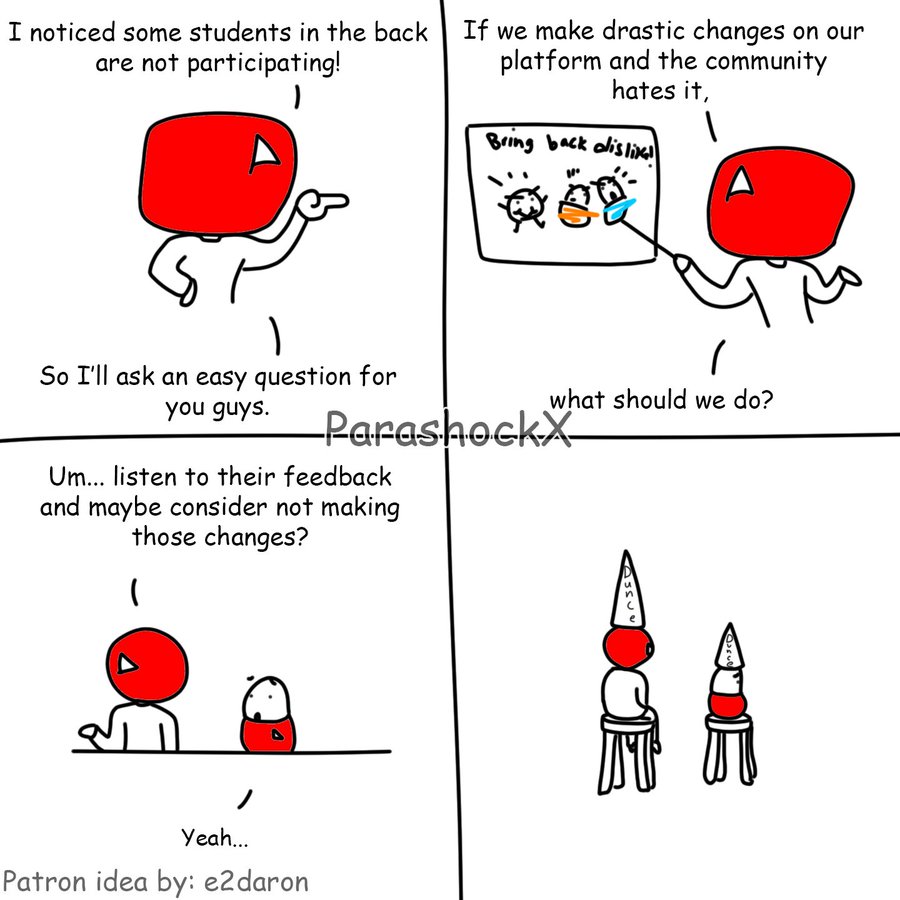 I noticed some students in the back
are not participating!
So I'll ask an easy question for
you guys.
If we make drastic changes on our
platform and the community
hates it,
Bring back dislike!
what should we do?
ParashockX
Um... listen to their feedback
and maybe consider not making
those changes?
Yeah...
Dunce
Dunce
Patron idea by: e2daron